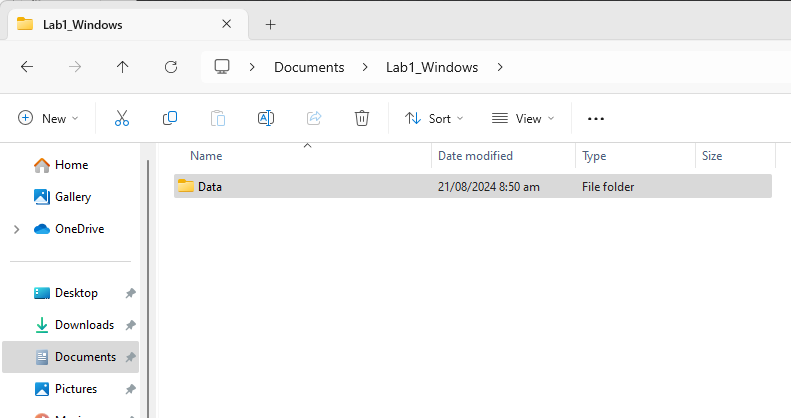 Lab1_Windows
Documents Lab1_Windows
New Sort View
Name Date modified Type Size
Data 21/08/2024 8:50 am File folder
Home
Gallery
OneDrive
Desktop
Downloads
Documents
Pictures